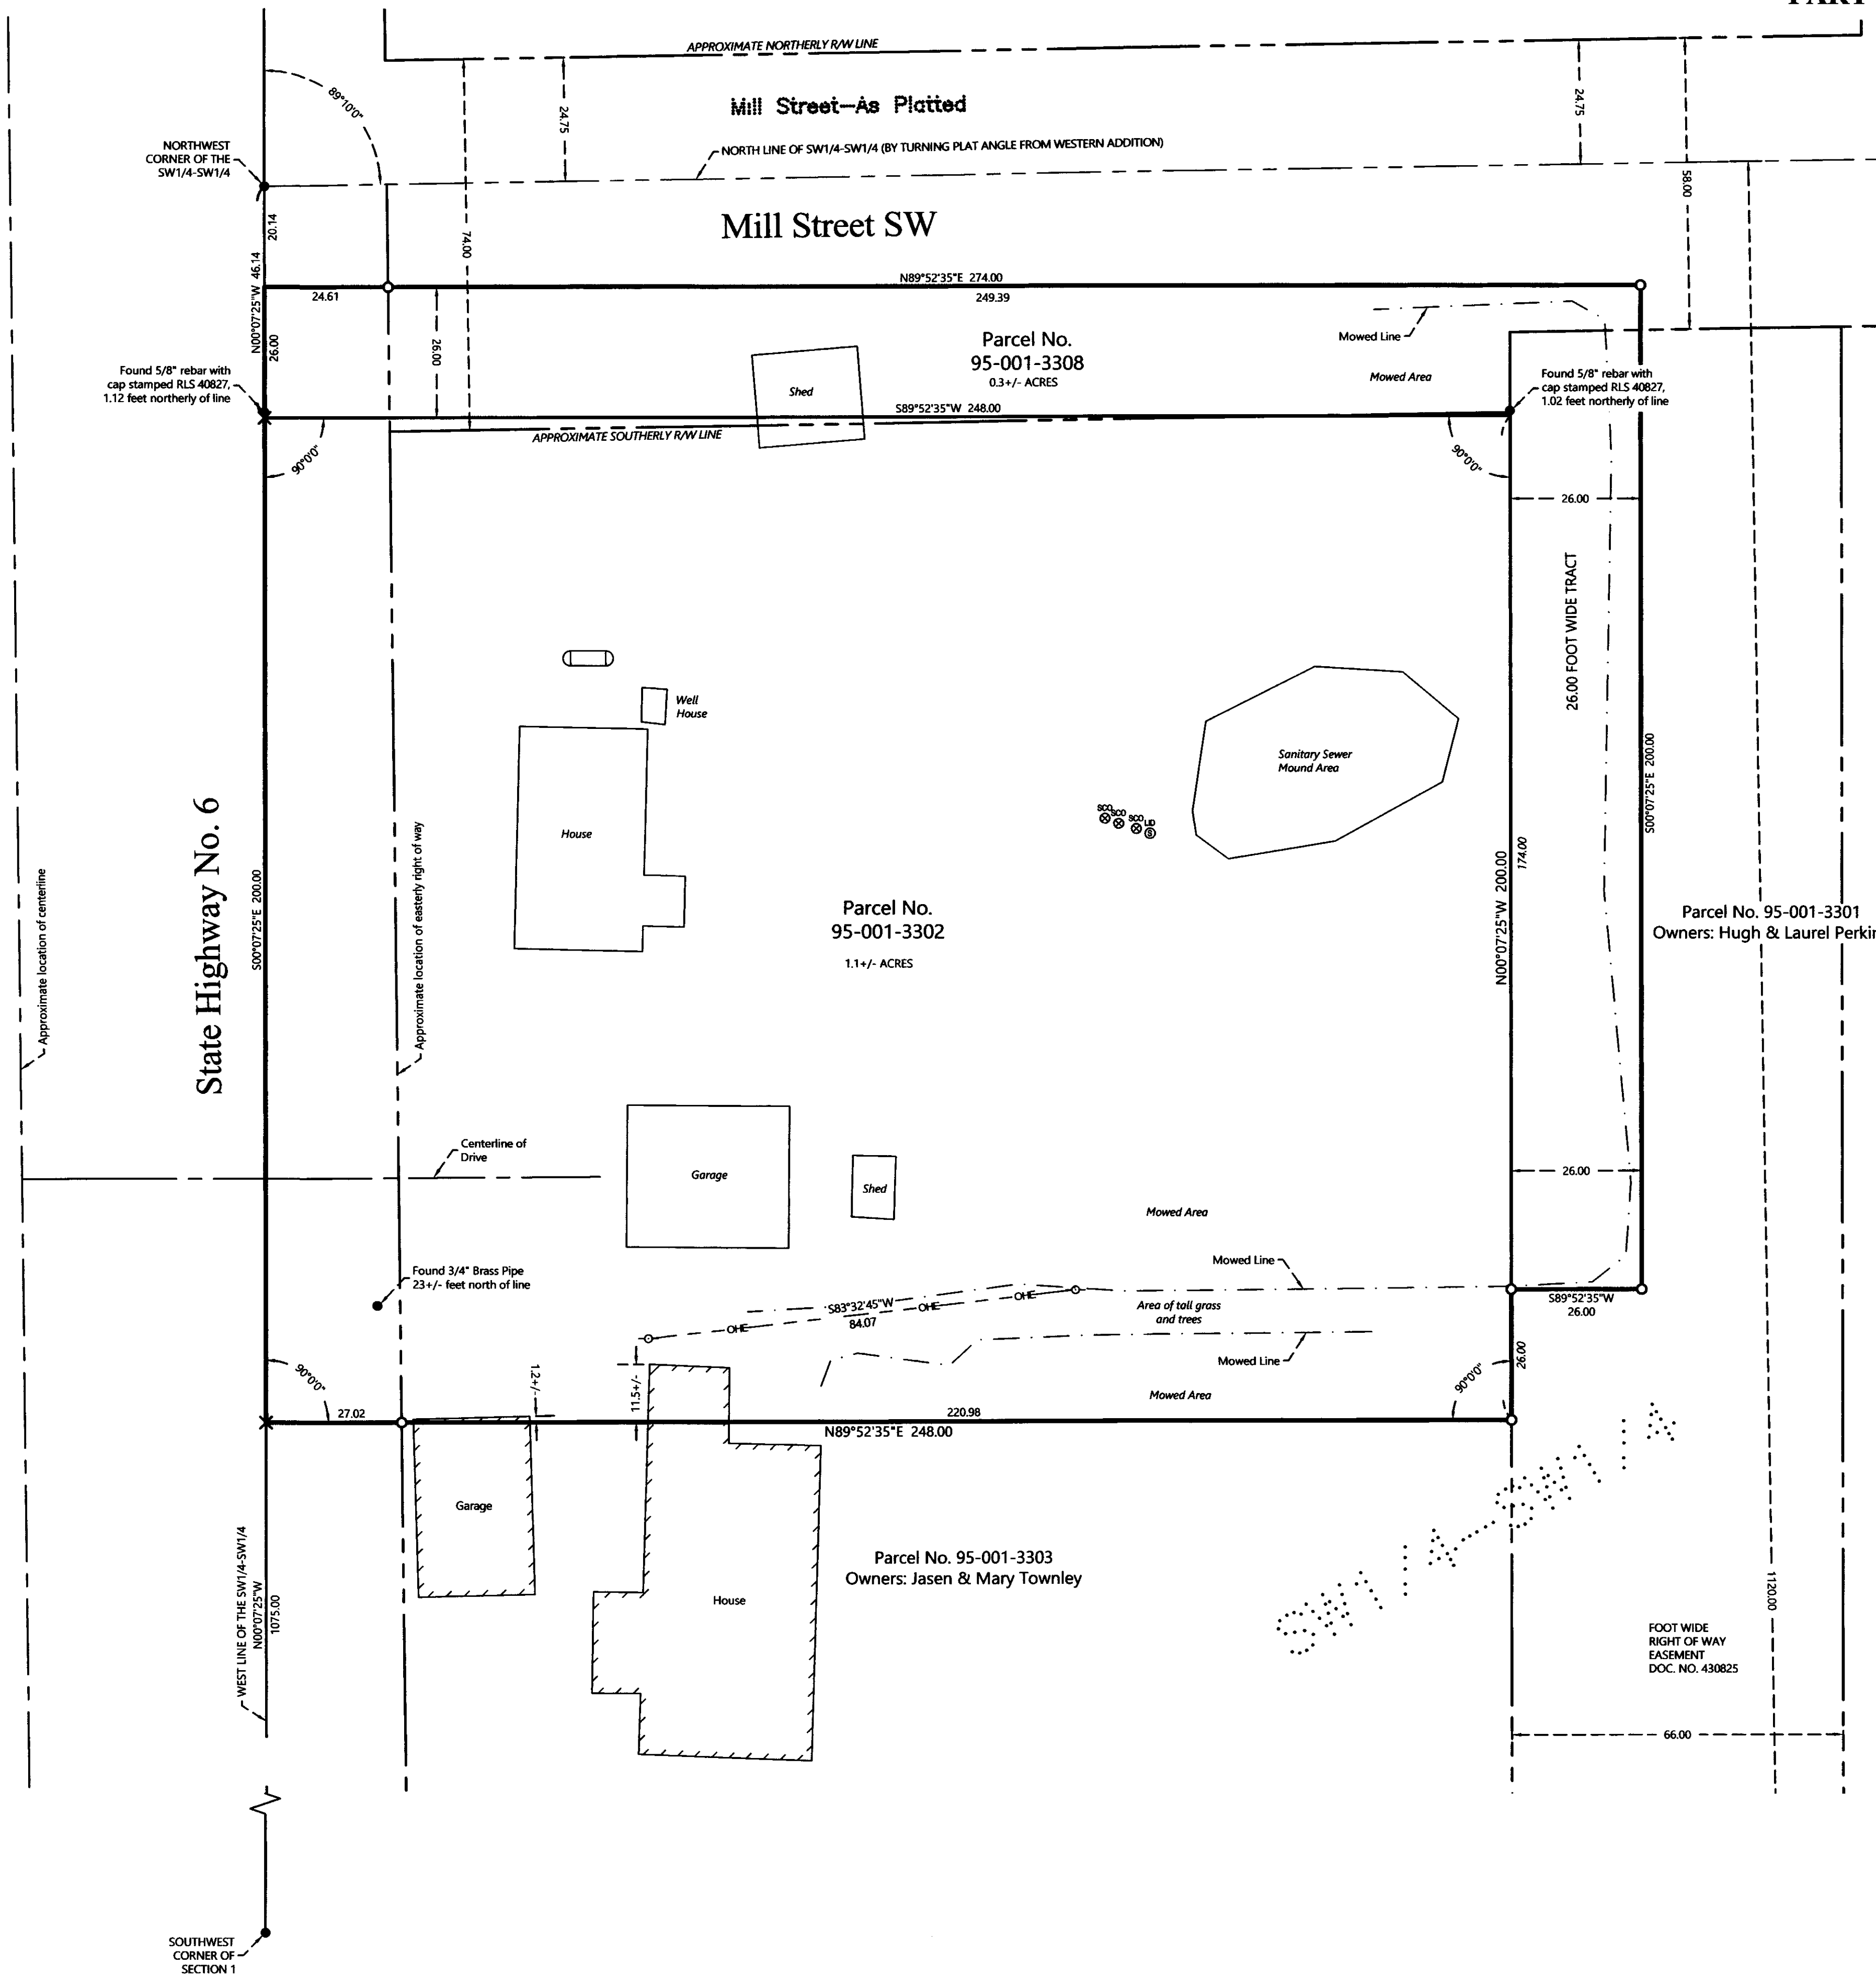 PART
APPROXIMATE NORTHERLY R/W LINE
89°10'0"
24.75
Mill Street—As Platted
24.75
NORTHWEST
CORNER OF THE
SW1/4-SW1/4
NORTH LINE OF SW1/4-SW1/4 (BY TURNING PLAT ANGLE FROM WESTERN ADDITION)
58.00
20.14
74.00
Mill Street SW
N00°07'25"W 46.14
N89°52'35"E 274.00
24.61
249.39
26.00
26.00
Mowed Line
Parcel No.
95-001-3308
0.3+/- ACRES
Found 5/8" rebar with
cap stamped RLS 40827,
1.12 feet northerly of line
Shed
Mowed Area
Found 5/8" rebar with
cap stamped RLS 40827,
1.02 feet northerly of line
S89°52'35"W 248.00
APPROXIMATE SOUTHERLY R/W LINE
90°0'0"
90°0'0"
26.00
26.00 FOOT WIDE TRACT
Well
House
Sanitary Sewer
Mound Area
S00°07'25"E 200.00
House
SCO
SCO
SCO
LID
S
State Highway No. 6
Approximate location of centerline
S00°07'25"E 200.00
Approximate location of easterly right of way
N00°07'25"W 200.00
174.00
Parcel No.
95-001-3302
1.1+/- ACRES
Parcel No. 95-001-3301
Owners: Hugh & Laurel Perkin
Centerline of
Drive
Garage
Shed
26.00
Mowed Area
Mowed Line
Found 3/4" Brass Pipe
23+/- feet north of line
S83°32'45"W
84.07
OHE
OHE
OHE
Area of tall grass
and trees
S89°52'35"W
26.00
26.00
Mowed Line
90°0'0"
1.2+/-
11.5+/-
Mowed Area
90°0'0"
27.02
220.98
N89°52'35"E 248.00
SW1/4-SW1/4
Garage
Parcel No. 95-001-3303
Owners: Jasen & Mary Townley
House
WEST LINE OF THE SW1/4-SW1/4
N00°07'25"W
1075.00
1120.00
FOOT WIDE
RIGHT OF WAY
EASEMENT
DOC. NO. 430825
66.00
SOUTHWEST
CORNER OF
SECTION 1